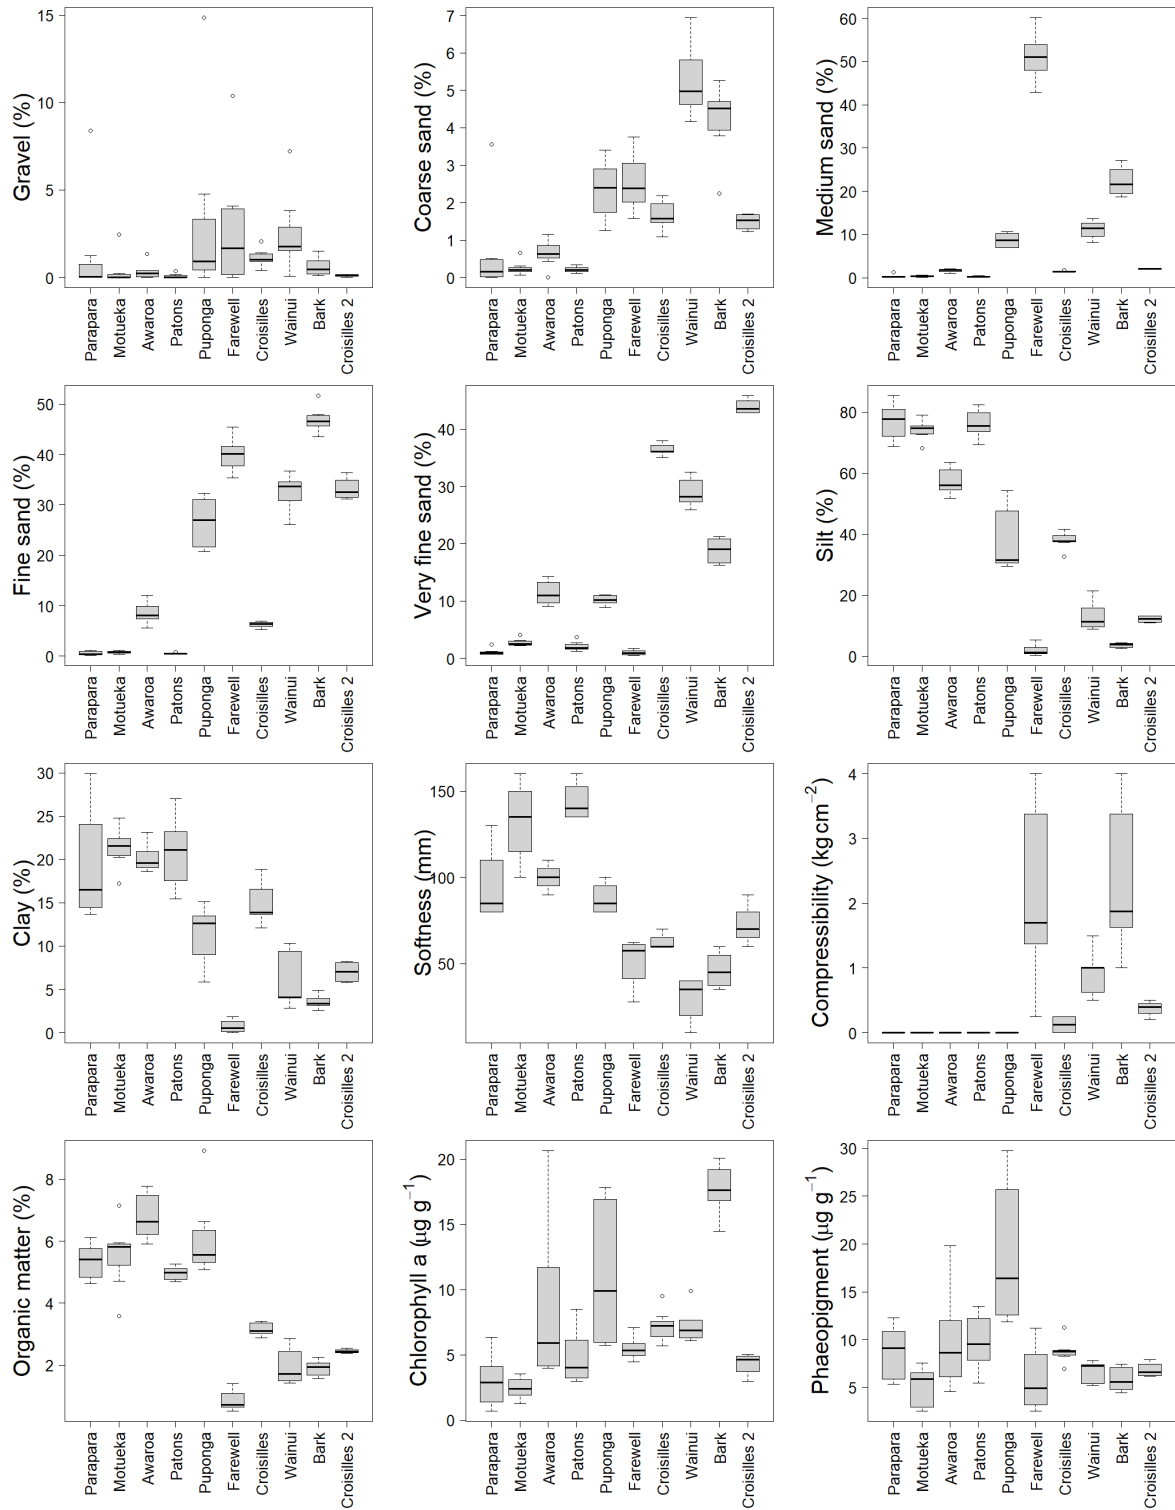 Gravel (%)
0 5 10 15
Parapara Motueka Awaroa Patons Puponga Farewell Croisilles Wainui Bark Croisilles 2
Coarse sand (%)
0 1 2 3 4 5 6 7
Parapara Motueka Awaroa Patons Puponga Farewell Croisilles Wainui Bark Croisilles 2
Medium sand (%)
0 10 20 30 40 50 60
Parapara Motueka Awaroa Patons Puponga Farewell Croisilles Wainui Bark Croisilles 2
Fine sand (%)
0 10 20 30 40 50
Parapara Motueka Awaroa Patons Puponga Farewell Croisilles Wainui Bark Croisilles 2
Very fine sand (%)
0 10 20 30 40
Parapara Motueka Awaroa Patons Puponga Farewell Croisilles Wainui Bark Croisilles 2
Silt (%)
0 20 40 60 80
Parapara Motueka Awaroa Patons Puponga Farewell Croisilles Wainui Bark Croisilles 2
Clay (%)
0 5 10 15 20 25 30
Parapara Motueka Awaroa Patons Puponga Farewell Croisilles Wainui Bark Croisilles 2
Softness (mm)
50 100 150
Parapara Motueka Awaroa Patons Puponga Farewell Croisilles Wainui Bark Croisilles 2
Compressibility (kg cm⁻²)
0 1 2 3 4
Parapara Motueka Awaroa Patons Puponga Farewell Croisilles Wainui Bark Croisilles 2
Organic matter (%)
2 4 6 8
Parapara Motueka Awaroa Patons Puponga Farewell Croisilles Wainui Bark Croisilles 2
Chlorophyll a (µg g⁻¹)
0 5 10 15 20
Parapara Motueka Awaroa Patons Puponga Farewell Croisilles Wainui Bark Croisilles 2
Phaeopigment (µg g⁻¹)
5 10 15 20 25 30
Parapara Motueka Awaroa Patons Puponga Farewell Croisilles Wainui Bark Croisilles 2